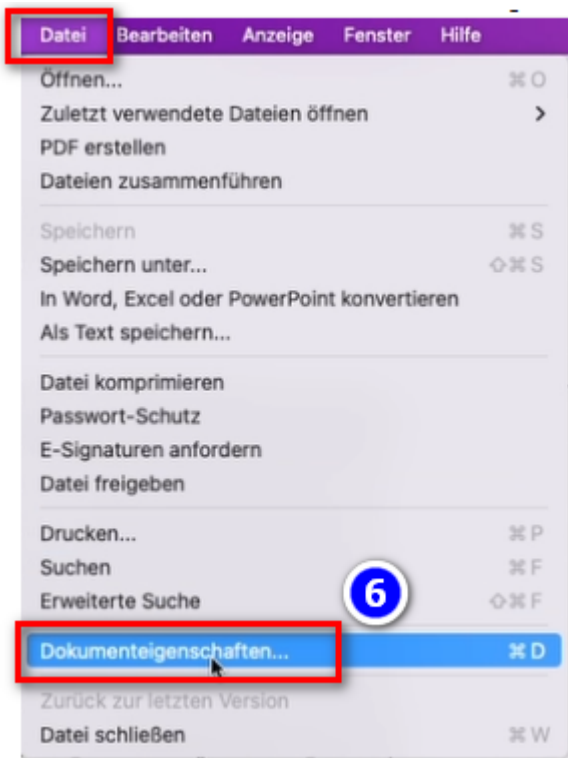 Datei Bearbeiten Anzeige Fenster Hilfe
Öffnen... ⌘ O
Zuletzt verwendete Dateien öffnen >
PDF erstellen
Dateien zusammenführen
Speichern ⌘ S
Speichern unter... ⇧⌘ S
In Word, Excel oder PowerPoint konvertieren
Als Text speichern...
Datei komprimieren
Passwort-Schutz
E-Signaturen anfordern
Datei freigeben
Drucken... ⌘ P
Suchen ⌘ F
Erweiterte Suche ⇧⌘ F
6
Dokumenteigenschaften... ⌘ D
Zurück zur letzten Version
Datei schließen ⌘ W